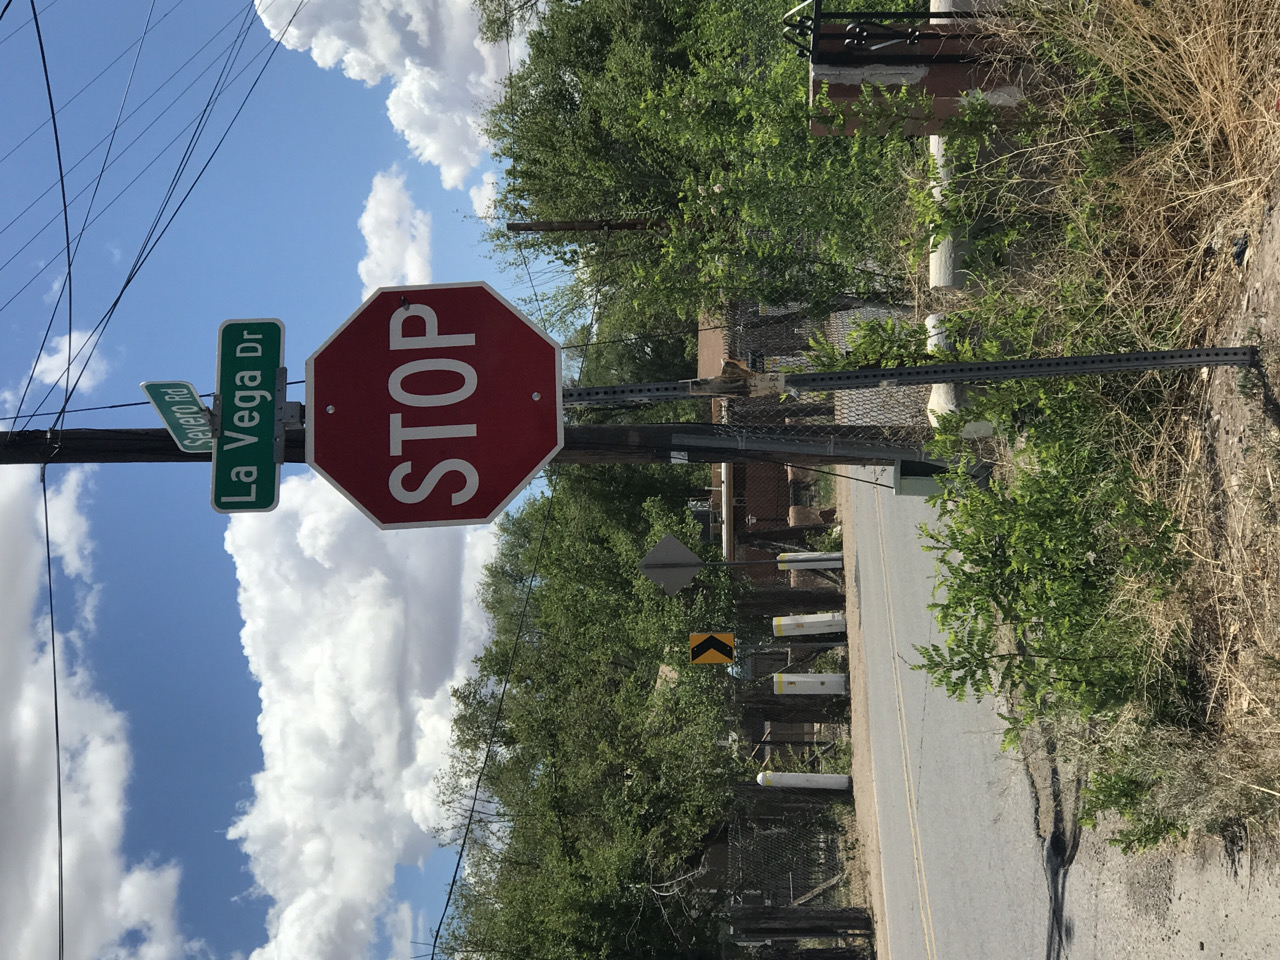 Severo Rd
La Vega Dr
STOP